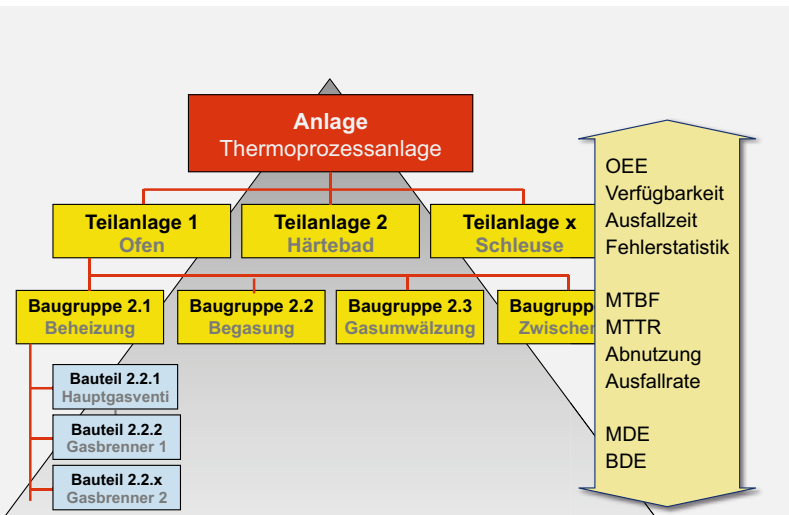 Anlage
Thermoprozessanlage
Teilanlage 1
Ofen
Teilanlage 2
Härtebad
Teilanlage x
Schleuse
Baugruppe 2.1
Beheizung
Baugruppe 2.2
Begasung
Baugruppe 2.3
Gasumwälzung
Baugruppe
Zwischen
Bauteil 2.2.1
Hauptgasventi
Bauteil 2.2.2
Gasbrenner 1
Bauteil 2.2.x
Gasbrenner 2
OEE
Verfügbarkeit
Ausfallzeit
Fehlerstatistik
MTBF
MTTR
Abnutzung
Ausfallrate
MDE
BDE